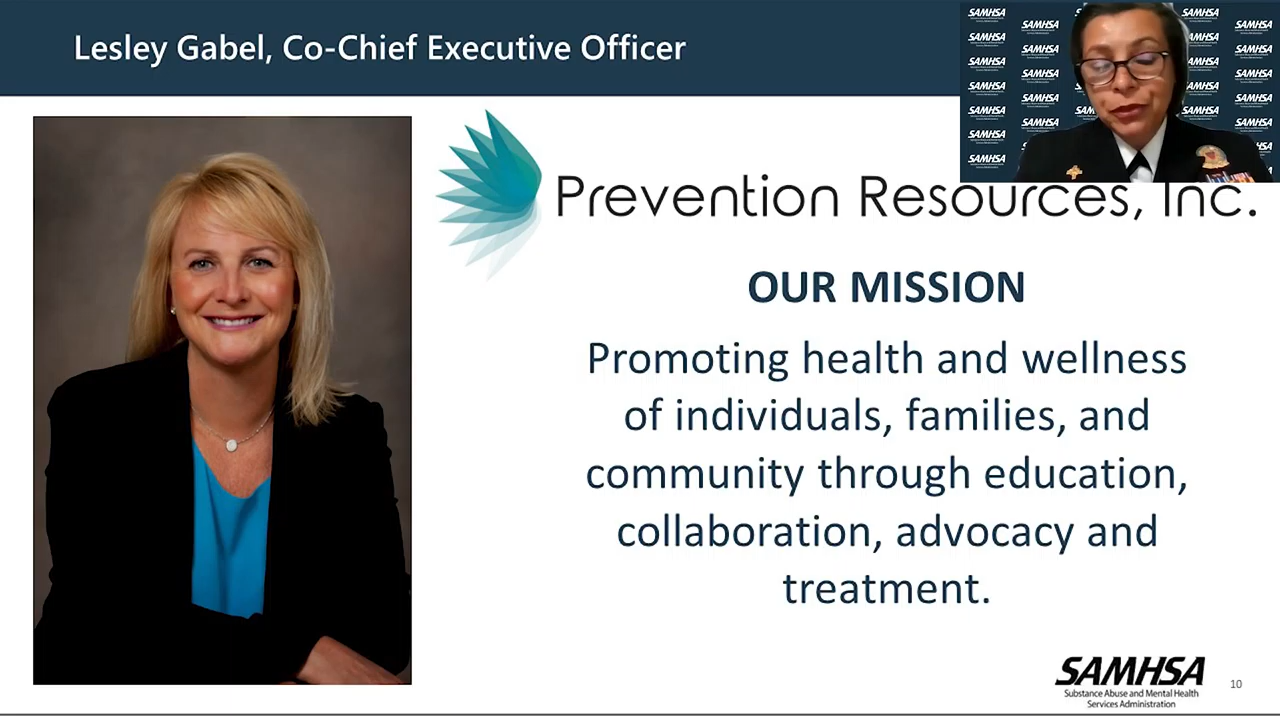 Lesley Gabel, Co-Chief Executive Officer
Prevention Resources, Inc.
OUR MISSION
Promoting health and wellness
of individuals, families, and
community through education,
collaboration, advocacy and
treatment.
SAMHSA
Substance Abuse and Mental Health
Services Administration
10
SAMHSA